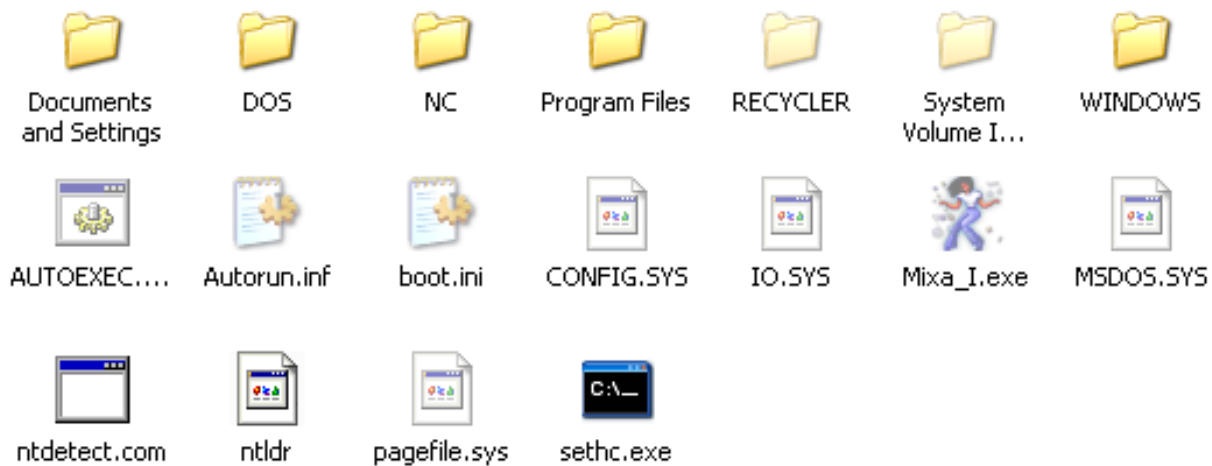 Documents and Settings
DOS
NC
Program Files
RECYCLER
System Volume I...
WINDOWS
AUTOEXEC....
Autorun.inf
boot.ini
CONFIG.SYS
IO.SYS
Mixa_I.exe
MSDOS.SYS
ntdetect.com
ntldr
pagefile.sys
C:\_
sethc.exe